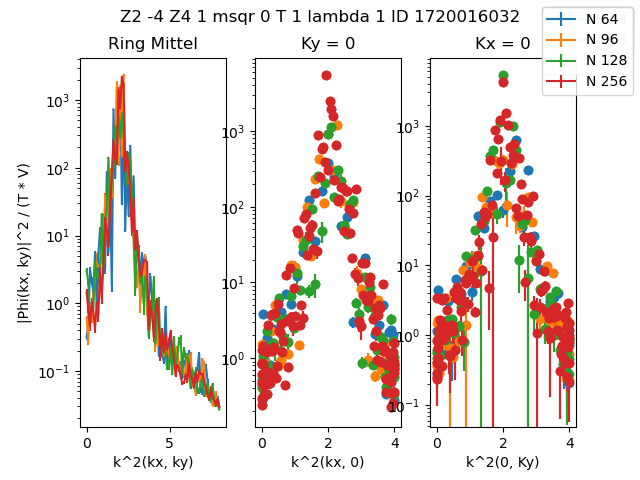 Z2 -4 Z4 1 msqr 0 T 1 lambda 1 ID 1720016032
N 64
N 96
N 128
N 256
Ring Mittel
Ky = 0
Kx = 0
|Phi(kx, ky)|^2 / (T * V)
10^3
10^2
10^1
10^0
10^-1
0
5
k^2(kx, ky)
10^3
10^2
10^1
10^0
0
2
4
k^2(kx, 0)
10^3
10^2
10^1
10^0
10^-1
0
2
4
k^2(0, Ky)